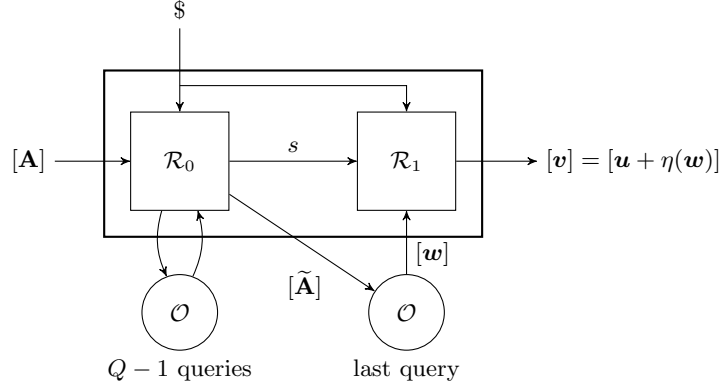 $
[𝐀] ℛ₀ s ℛ₁ [𝒗] = [𝒖 + η(𝒘)]
[𝐀̃] [𝒘]
𝒪 𝒪
Q − 1 queries last query